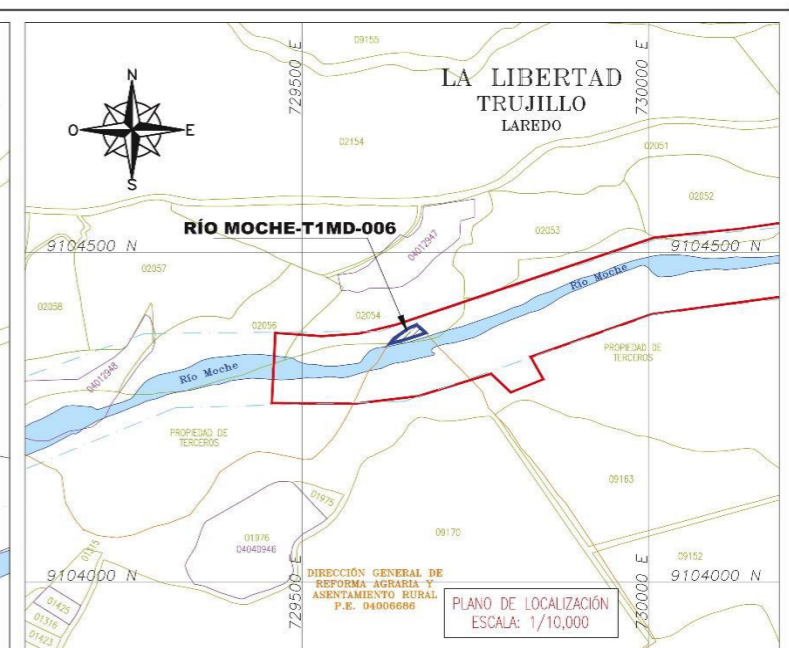 09155
729500 E
730000 E
LA LIBERTAD
TRUJILLO
LAREDO
N
O
E
S
02154
02051
02052
RÍO MOCHE-T1MD-006
04012947
02053
9104500 N
9104500 N
02057
Río Moche
02058
02056
02054
04012948
Río Moche
PROPIEDAD DE
TERCEROS
PROPIEDAD DE
TERCEROS
09163
01975
01976
04040946
09170
01315
09152
DIRECCIÓN GENERAL DE
REFORMA AGRARIA Y
ASENTAMIENTO RURAL
P.E. 04006686
9104000 N
9104000 N
729500 E
730000 E
01425
01316
01423
PLANO DE LOCALIZACIÓN
ESCALA: 1/10,000